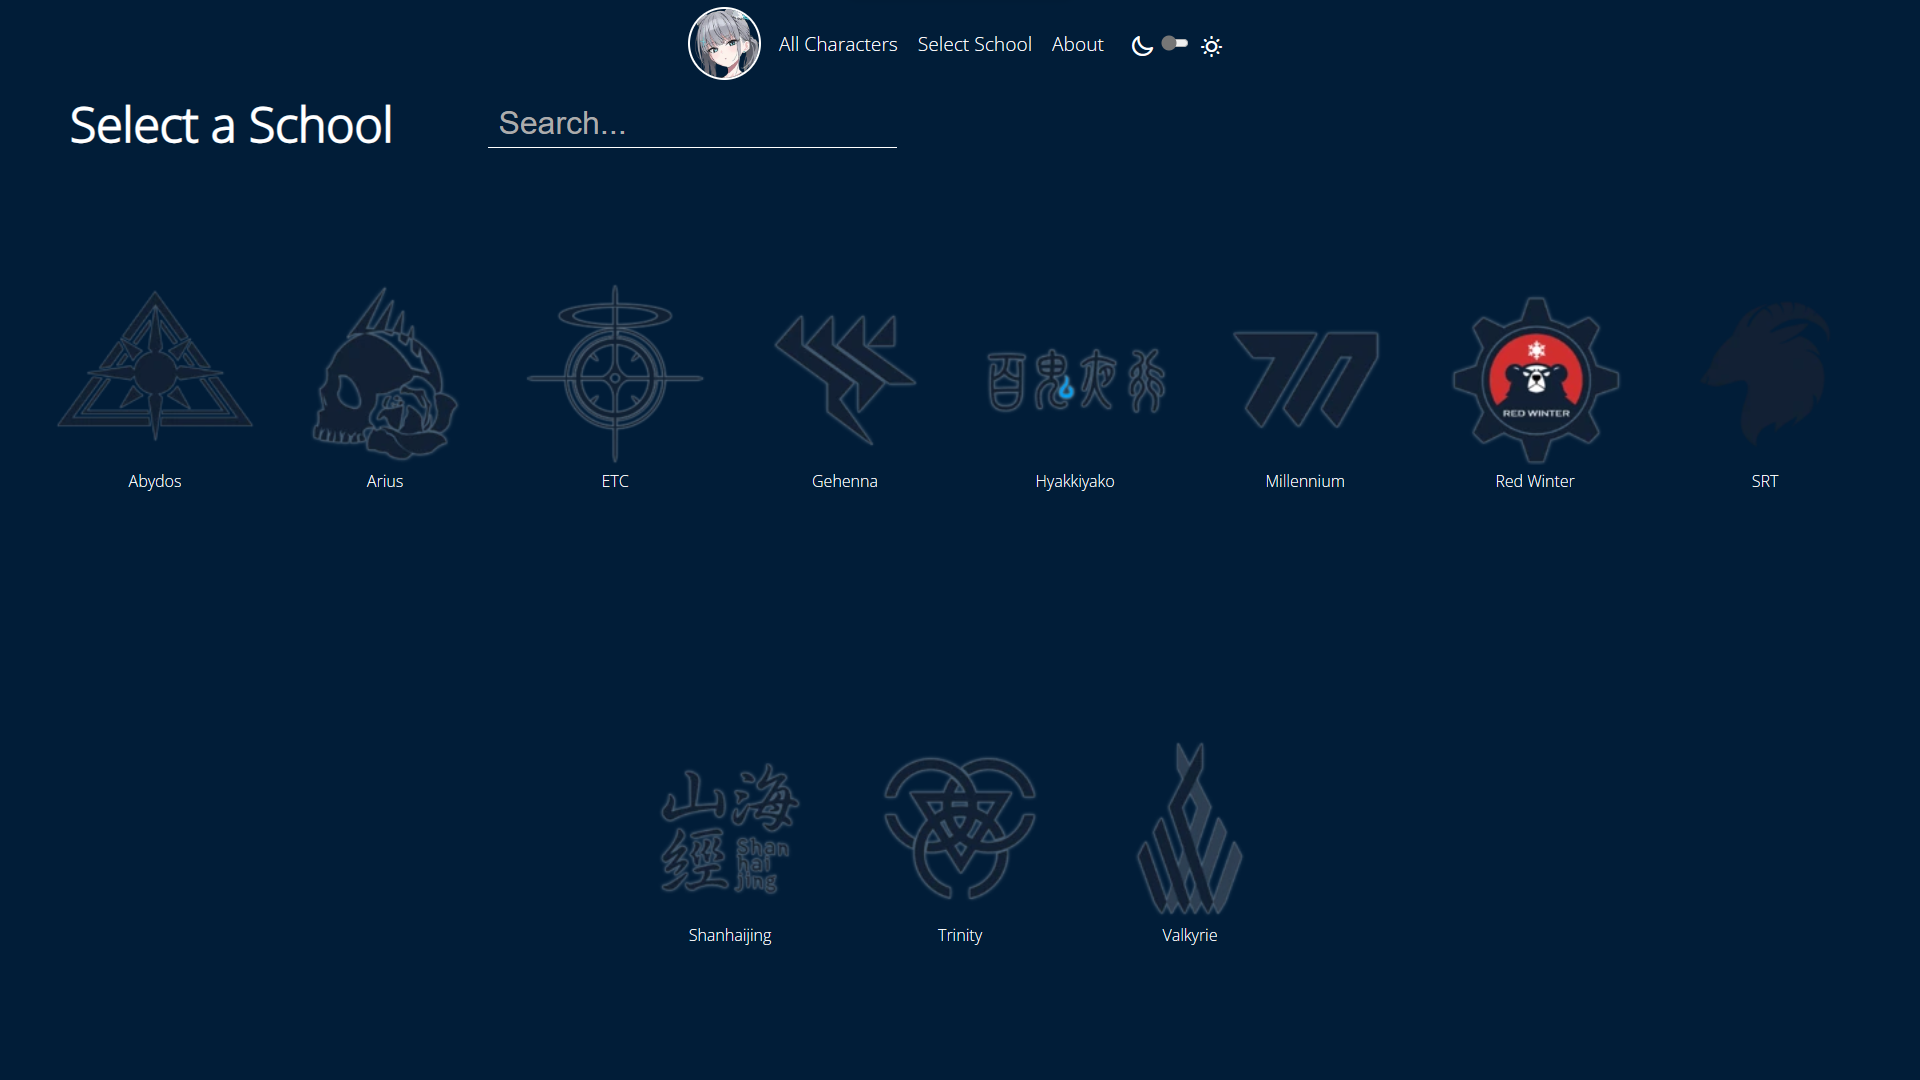 All Characters Select School About
Select a School
Search...
百鬼夜行
RED WINTER
Abydos
Arius
ETC
Gehenna
Hyakkiyako
Millennium
Red Winter
SRT
山海
經
Shan
hai
jing
Shanhaijing
Trinity
Valkyrie